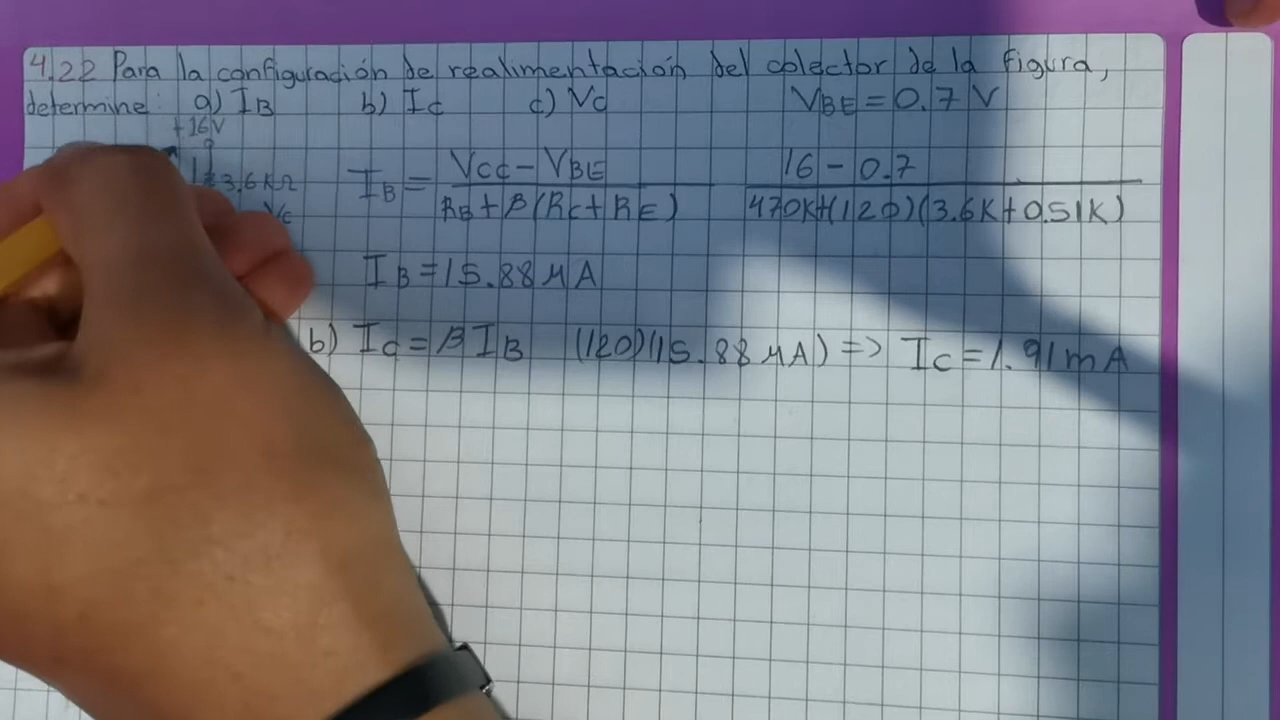 4.22 Para la configuración de realimentación del colector de la figura,
determine: a) IB b) Ic c) Vc VBE = 0.7 V
+16V
3.6 KΩ
Vc
IB = Vcc - VBE / RB + β(Rc + RE) 16 - 0.7 / 470K+(120)(3.6K+0.51K)
IB = 15.88 μA
b) Ic = β IB (120)(15.88 μA) => Ic = 1.91 mA